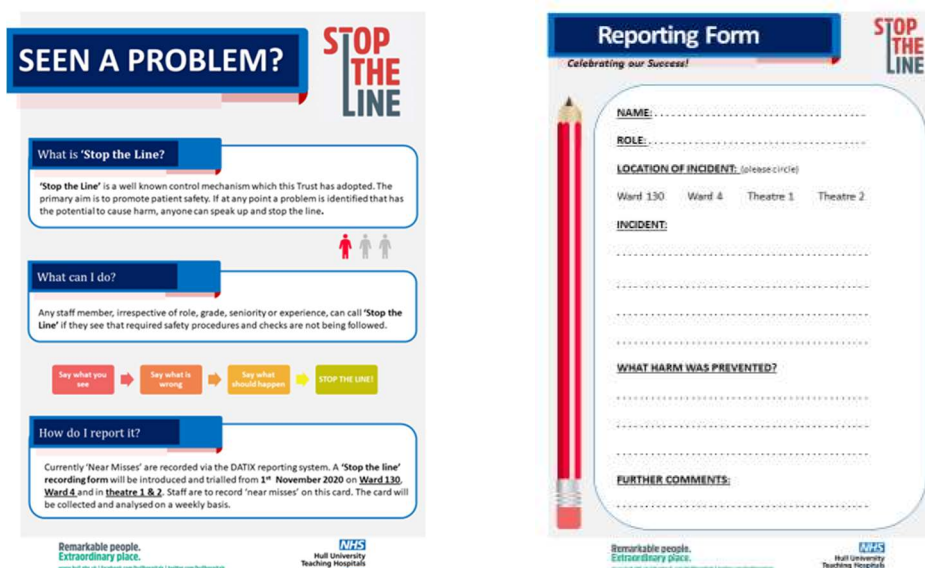 SEEN A PROBLEM?
STOP
THE
LINE
What is 'Stop the Line?
'Stop the Line' is a well known control mechanism which this Trust has adopted. The
primary aim is to promote patient safety. If at any point a problem is identified that has
the potential to cause harm, anyone can speak up and stop the line.
What can I do?
Any staff member, irrespective of role, grade, seniority or experience, can call 'Stop the
Line' if they see that required safety procedures and checks are not being followed.
Say what you
see
Say what is
wrong
Say what
should happen
STOP THE LINE!
How do I report it?
Currently 'Near Misses' are recorded via the DATIX reporting system. A 'Stop the line'
recording form will be introduced and trialled from 1st November 2020 on Ward 130,
Ward 4 and in theatre 1 & 2. Staff are to record 'near misses' on this card. The card will
be collected and analysed on a weekly basis.
Remarkable people.
Extraordinary place.
NHS
Hull University
Teaching Hospitals
Reporting Form
Celebrating our Success!
STOP
THE
LINE
NAME:
ROLE:
LOCATION OF INCIDENT: (please circle)
Ward 130 Ward 4 Theatre 1 Theatre 2
INCIDENT:
WHAT HARM WAS PREVENTED?
FURTHER COMMENTS:
Remarkable people.
Extraordinary place.
NHS
Hull University
Teaching Hospitals